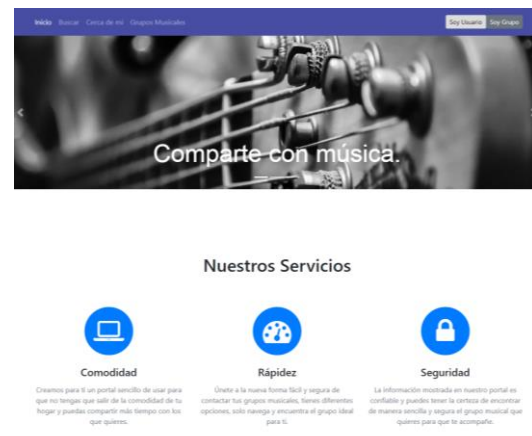 Inicio Buscar Cerca de mi Grupos Musicales Soy Usuario Soy Grupo
Comparte con música.
Nuestros Servicios
Comodidad
Creamos para ti un portal sencillo de usar para
que no tengas que salir de la comodidad de tu
hogar y puedas compartir más tiempo con los
que quieres.
Rápidez
Únete a la nueva forma fácil y segura de
contactar tus grupos musicales, tienes diferentes
opciones, solo navega y encuentra el grupo ideal
para ti.
Seguridad
La información mostrada en nuestro portal es
confiable y puedes tener la certeza de encontrar
de manera sencilla y segura el grupo musical que
quieres para que te acompañe.